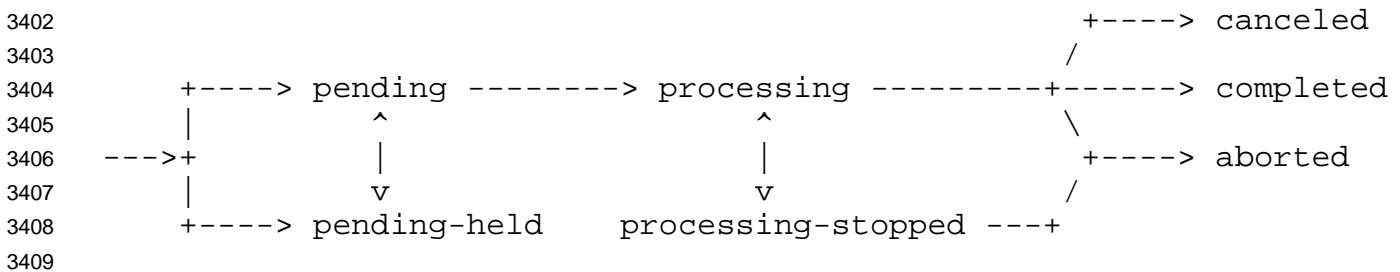 3402                                                          +----> canceled
3403                                                         /
3404      +----> pending --------> processing ---------+------> completed
3405      |         ^                   ^               \
3406  --->+         |                   |                +----> aborted
3407      |         v                   v               /
3408      +----> pending-held    processing-stopped ---+
3409